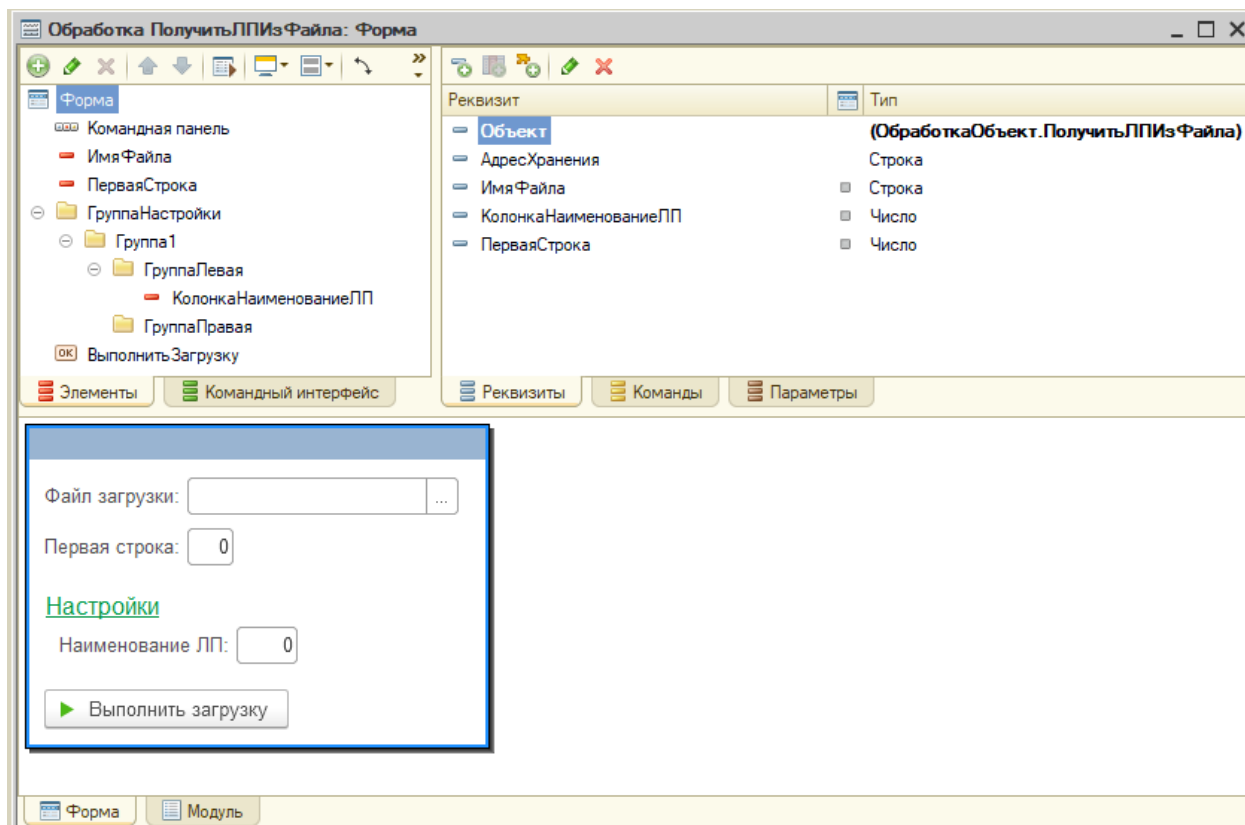 Обработка ПолучитьЛПИзФайла: Форма
Форма
Командная панель
ИмяФайла
ПерваяСтрока
ГруппаНастройки
Группа1
ГруппаЛевая
КолонкаНаименованиеЛП
ГруппаПравая
OK ВыполнитьЗагрузку
Элементы Командный интерфейс
Реквизит Тип
Объект (ОбработкаОбъект.ПолучитьЛПИзФайла)
АдресХранения Строка
ИмяФайла Строка
КолонкаНаименованиеЛП Число
ПерваяСтрока Число
Реквизиты Команды Параметры
Файл загрузки: ...
Первая строка: 0
Настройки
Наименование ЛП: 0
Выполнить загрузку
Форма Модуль